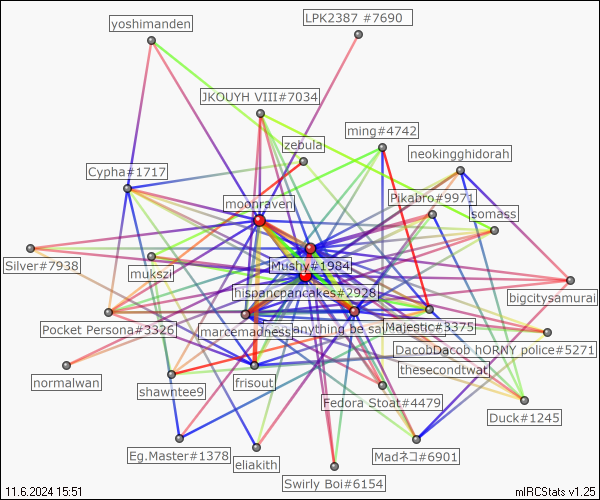 LPK2387 #7690
yoshimanden
JKOUYH VIII#7034
ming#4742
zebula
neokingghidorah
Cypha#1717
Pikabro#9971
moonraven
somass
Mushy#1984
Silver#7938
mukszi
hispancpancakes#2928
bigcitysamurai
Pocket Persona#3326
marcemadness
anything be sa
Majestic#3375
DacobDacob hORNY police#5271
thesecondtwat
normalwan
shawntee9
frisout
Fedora Stoat#4479
Duck#1245
Eg.Master#1378
eliakith
Madネコ#6901
Swirly Boi#6154
11.6.2024 15:51
mIRCStats v1.25